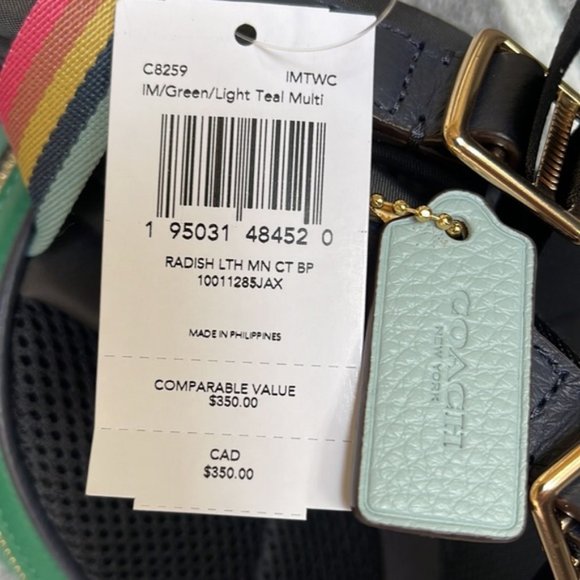 C8259 IMTWC
IM/Green/Light Teal Multi
1 95031 48452 0
RADISH LTH MN CT BP
10011285JAX
MADE IN PHILIPPINES
COMPARABLE VALUE
$350.00
CAD
$350.00
COACH
NEW YORK